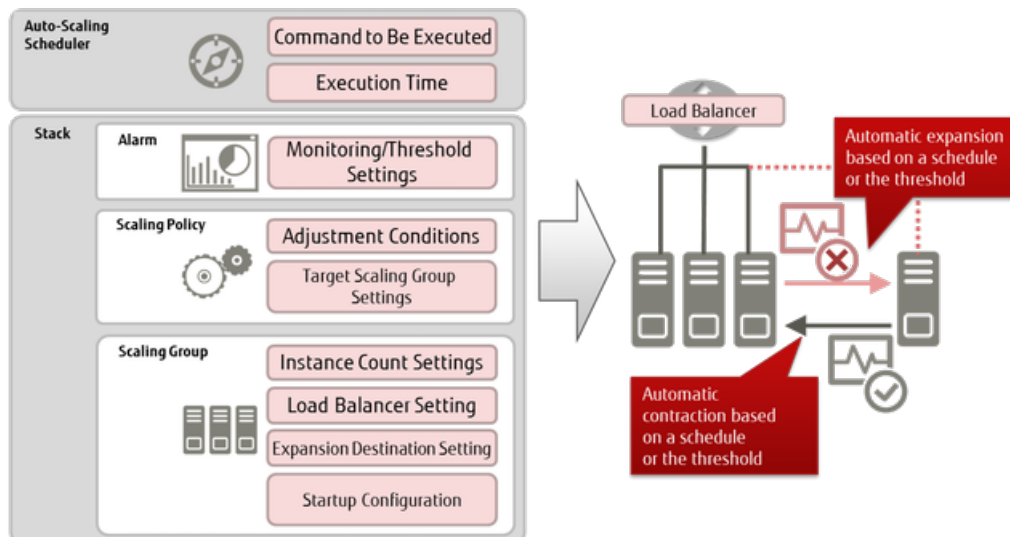 Auto-Scaling
Scheduler
Command to Be Executed
Execution Time
Stack
Alarm
Monitoring/Threshold
Settings
Scaling Policy
Adjustment Conditions
Target Scaling Group
Settings
Scaling Group
Instance Count Settings
Load Balancer Setting
Expansion Destination Setting
Startup Configuration
Load Balancer
Automatic expansion
based on a schedule
or the threshold
Automatic
contraction based
on a schedule
or the threshold